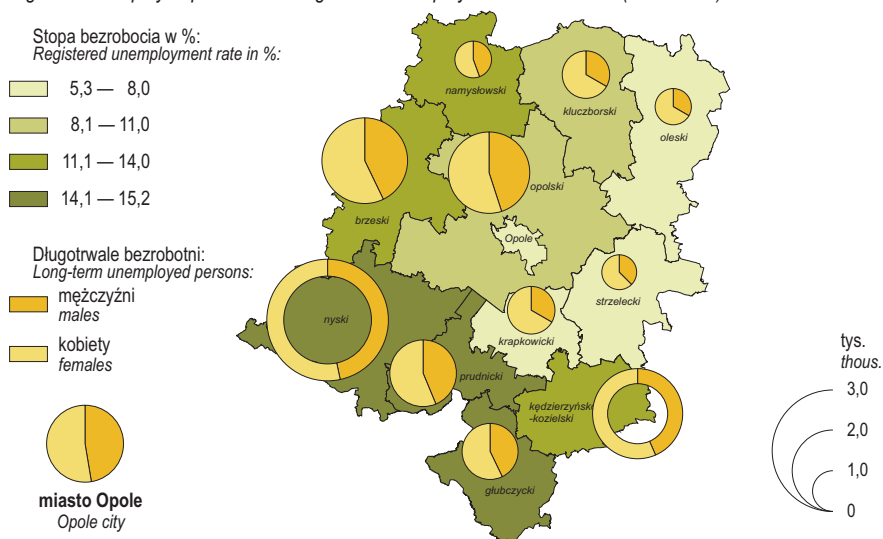 Stopa bezrobocia w %:
Registered unemployment rate in %:
5,3 — 8,0
8,1 — 11,0
11,1 — 14,0
14,1 — 15,2
Długotrwale bezrobotni:
Long-term unemployed persons:
mężczyźni
males
kobiety
females
miasto Opole
Opole city
namysłowski
kluczborski
oleski
opolski
brzeski
Opole
strzelecki
nyski
krapkowicki
prudnicki
kędzierzyńsko
-kozielski
głubczycki
tys.
thous.
3,0
2,0
1,0
0